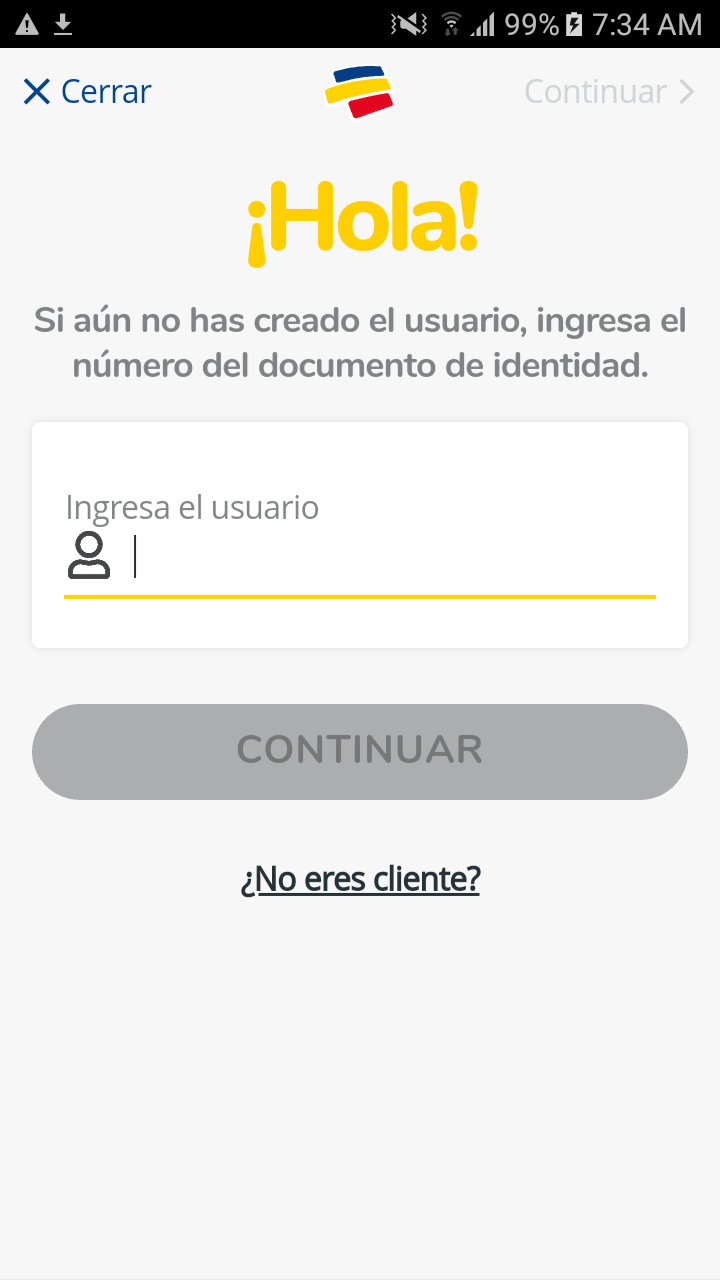 99% 7:34 AM
Cerrar
Continuar
¡Hola!
Si aún no has creado el usuario, ingresa el
número del documento de identidad.
Ingresa el usuario
CONTINUAR
¿No eres cliente?